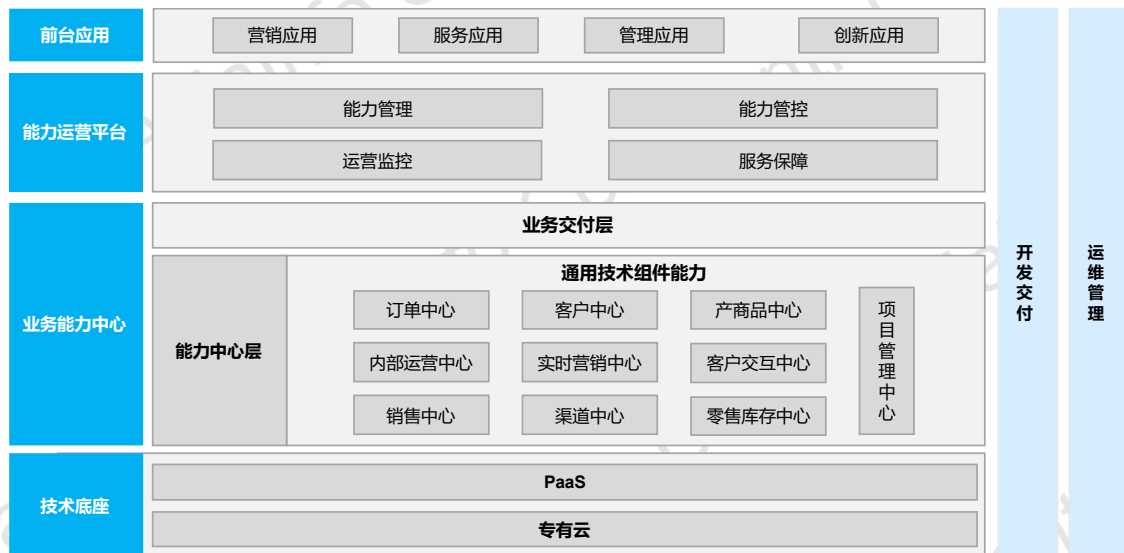 前台应用
营销应用
服务应用
管理应用
创新应用
能力运营平台
能力管理
能力管控
运营监控
服务保障
业务能力中心
业务交付层
能力中心层
通用技术组件能力
订单中心
客户中心
产商品中心
内部运营中心
实时营销中心
客户交互中心
销售中心
渠道中心
零售库存中心
项目管理中心
技术底座
PaaS
专有云
开发交付
运维管理